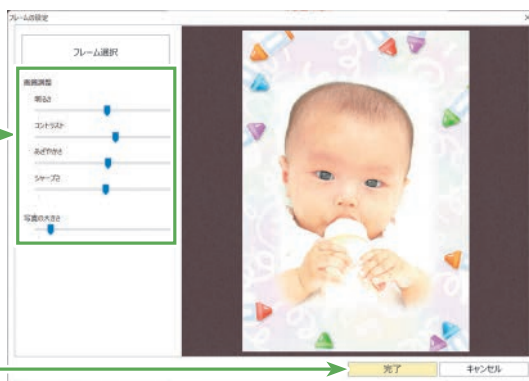 フレームの設定
フレーム選択
画質調整
明るさ
コントラスト
あざやかさ
シャープさ
写真の大きさ
完了
キャンセル